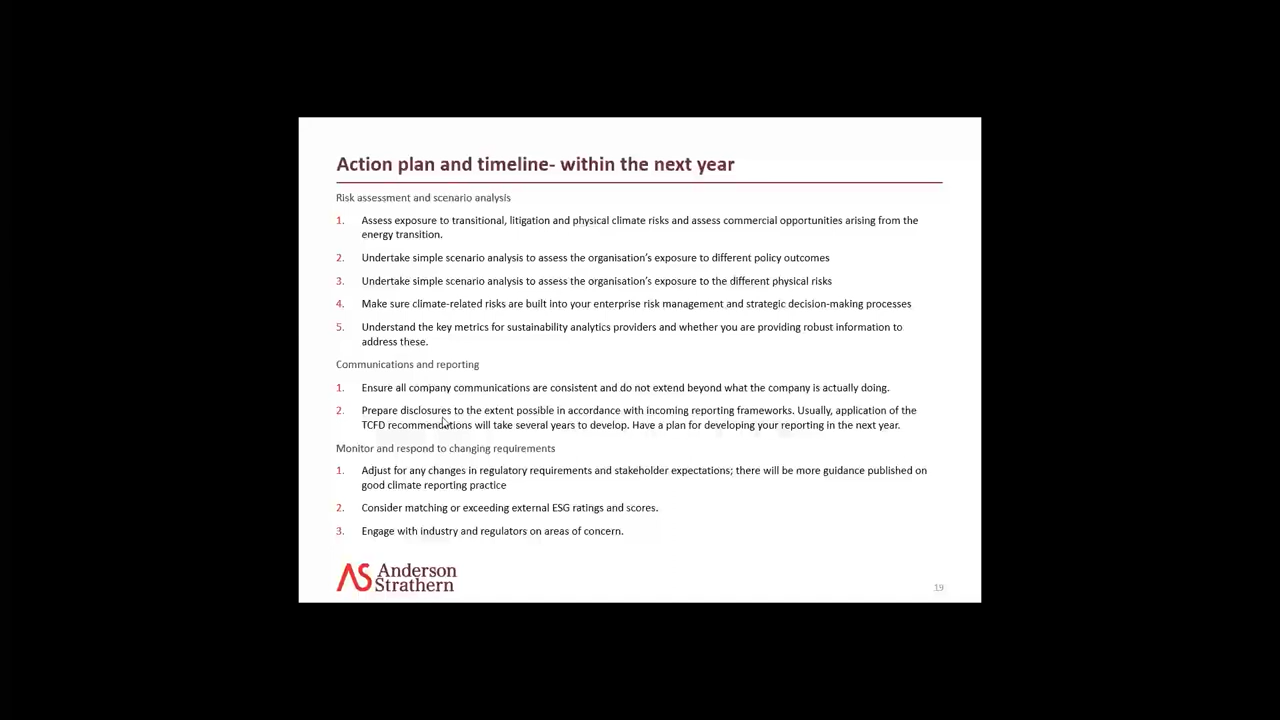 Action plan and timeline- within the next year
Risk assessment and scenario analysis
1. Assess exposure to transitional, litigation and physical climate risks and assess commercial opportunities arising from the
energy transition.
2. Undertake simple scenario analysis to assess the organisation's exposure to different policy outcomes
3. Undertake simple scenario analysis to assess the organisation's exposure to the different physical risks
4. Make sure climate-related risks are built into your enterprise risk management and strategic decision-making processes
5. Understand the key metrics for sustainability analytics providers and whether you are providing robust information to
address these.
Communications and reporting
1. Ensure all company communications are consistent and do not extend beyond what the company is actually doing.
2. Prepare disclosures to the extent possible in accordance with incoming reporting frameworks. Usually, application of the
TCFD recommendations will take several years to develop. Have a plan for developing your reporting in the next year.
Monitor and respond to changing requirements
1. Adjust for any changes in regulatory requirements and stakeholder expectations; there will be more guidance published on
good climate reporting practice
2. Consider matching or exceeding external ESG ratings and scores.
3. Engage with industry and regulators on areas of concern.
AS Anderson
Strathern
19